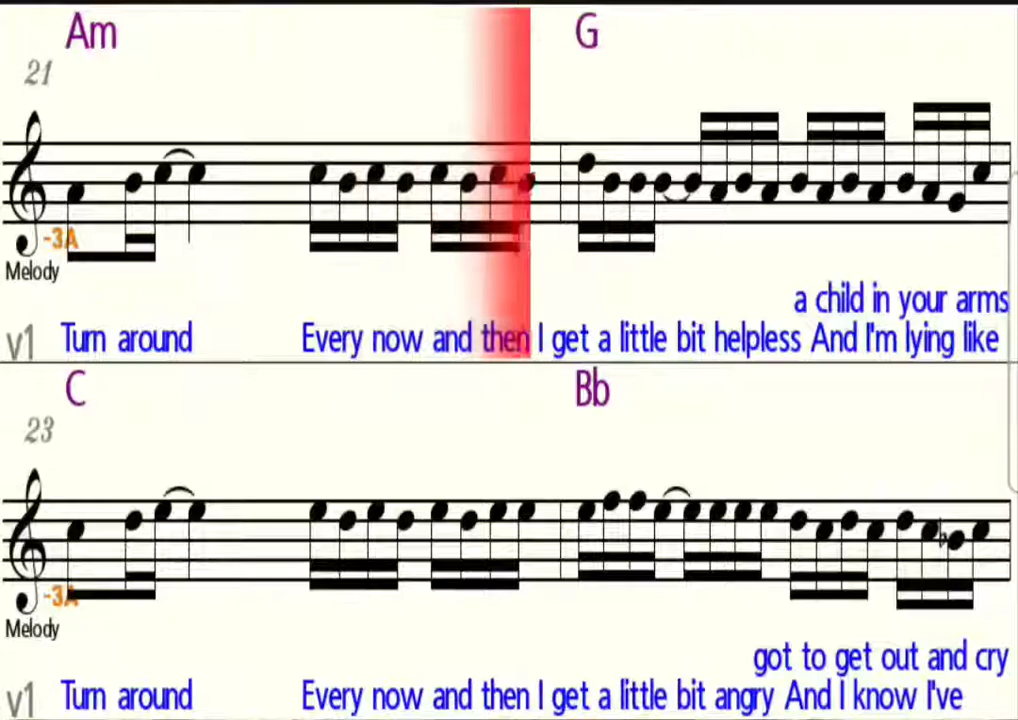 Am G
21
-3A
Melody
a child in your arms
v1 Turn around Every now and then I get a little bit helpless And I'm lying like
C Bb
23
-3A
Melody
got to get out and cry
v1 Turn around Every now and then I get a little bit angry And I know I've